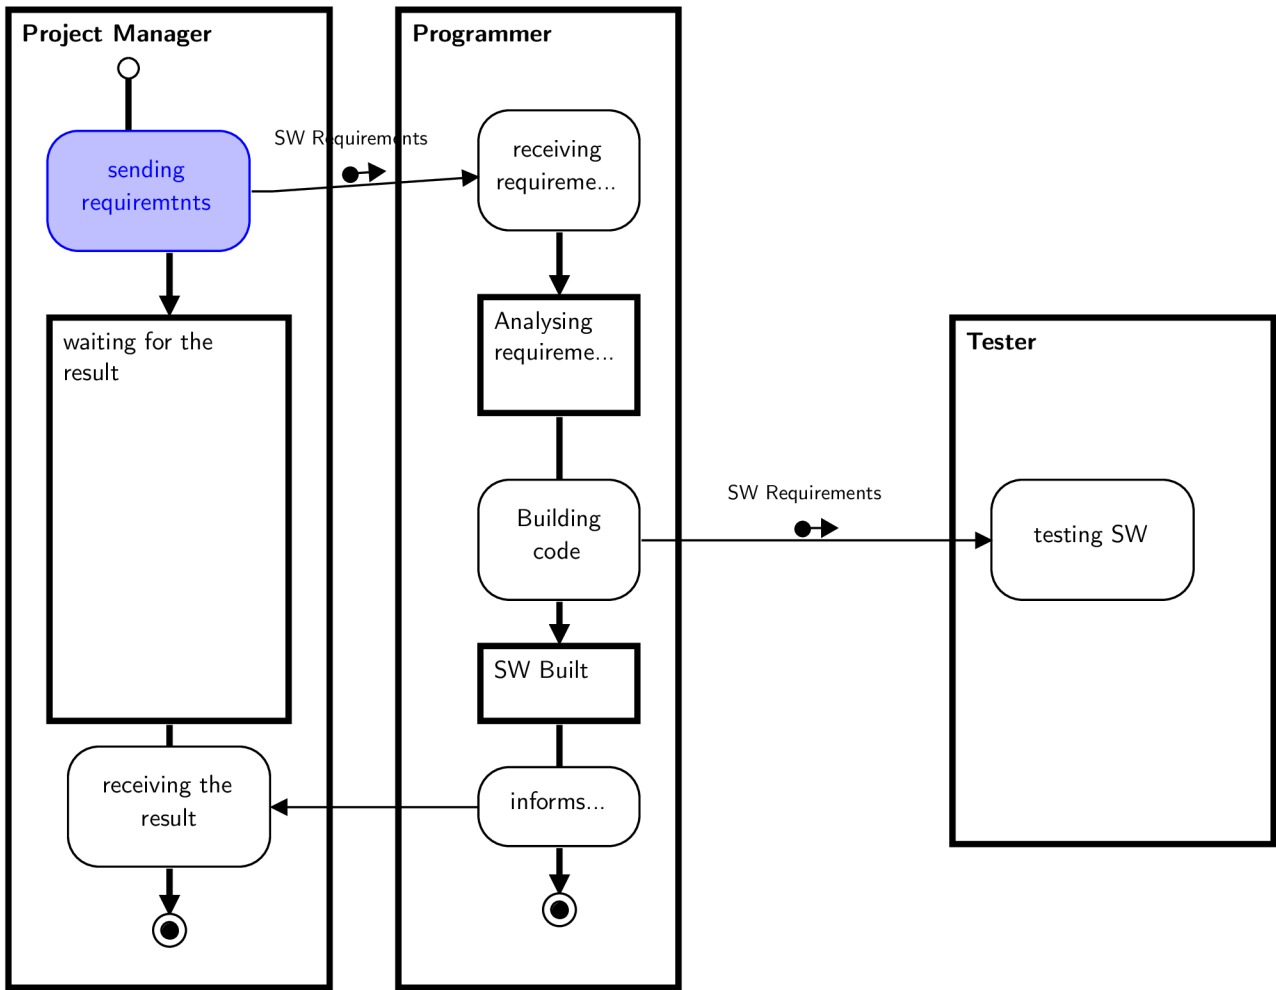 Project Manager
sending
requiremtnts
waiting for the
result
receiving the
result
SW Requirements
Programmer
receiving
requireme...
Analysing
requireme...
Building
code
SW Built
informs...
SW Requirements
Tester
testing SW